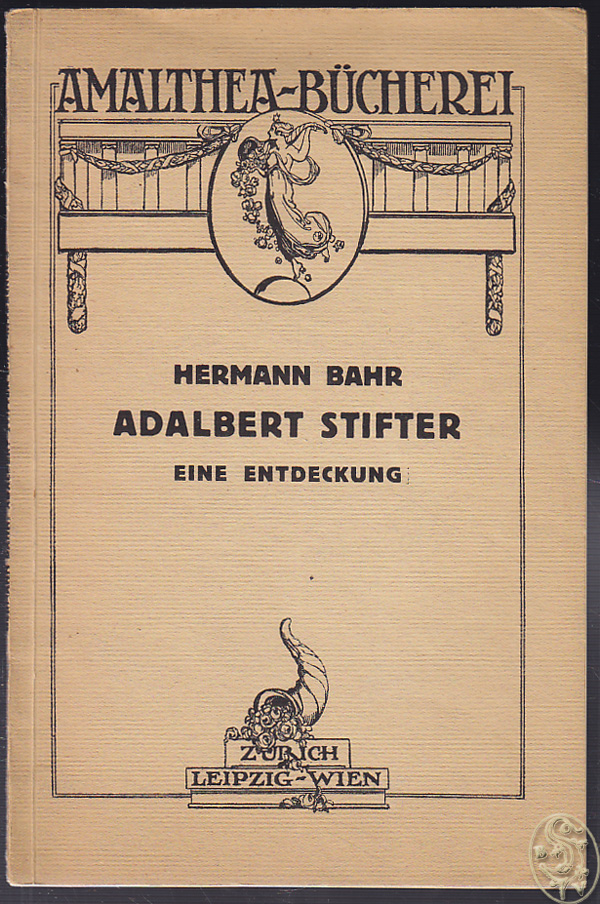 AMALTHEA-BÜCHEREI
HERMANN BAHR
ADALBERT STIFTER
EINE ENTDECKUNG
ZÜRICH
LEIPZIG-WIEN